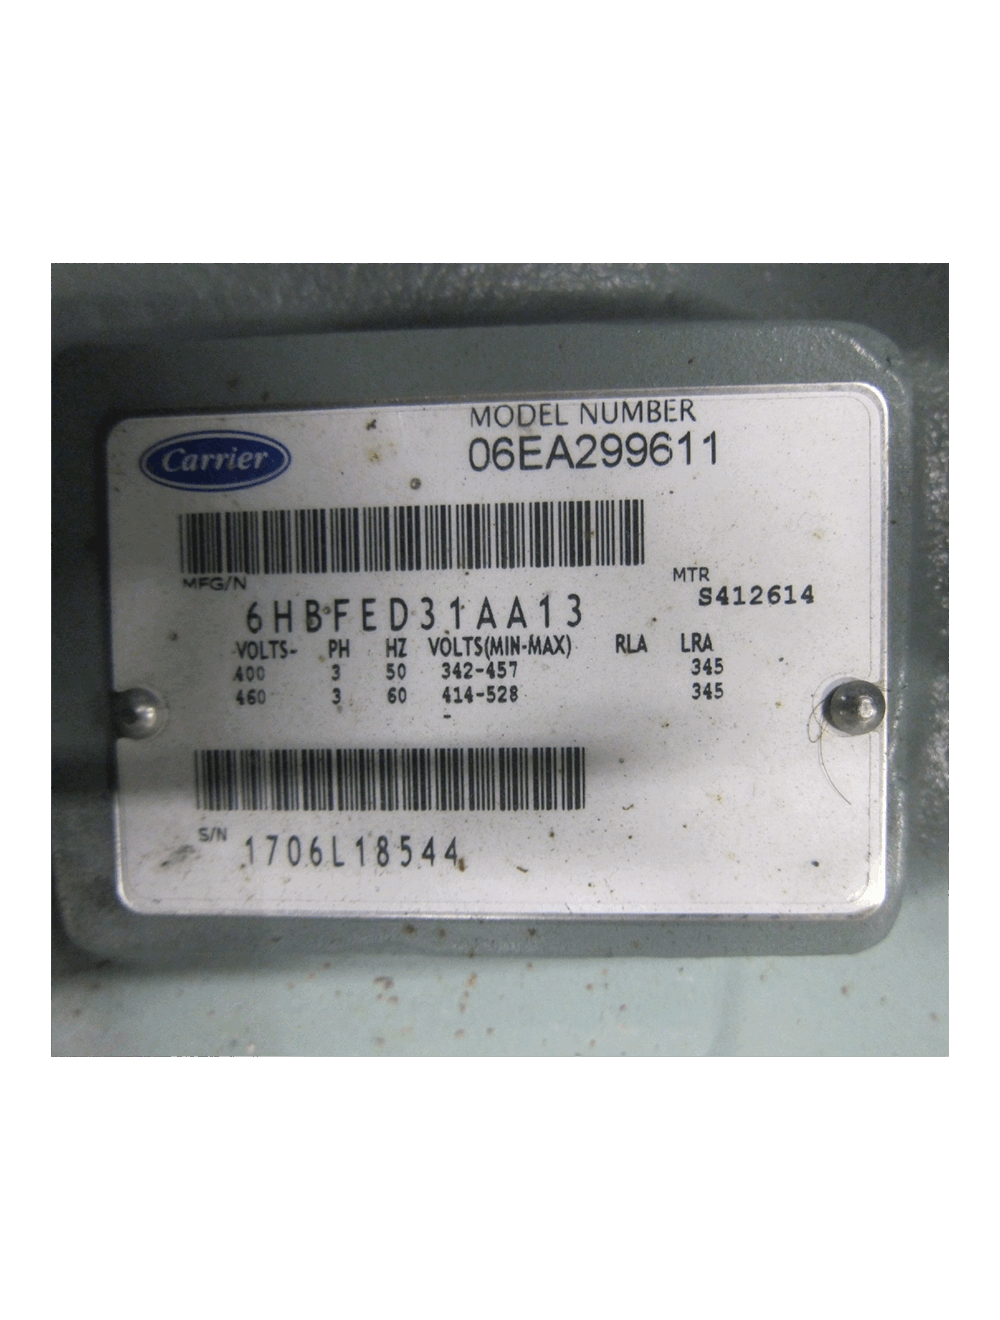 MODEL NUMBER
Carrier 06EA299611
MFG/N
6HBFED31AA13
MTR S412614
VOLTS- PH HZ VOLTS(MIN-MAX) RLA LRA
400 3 50 342-457 345
460 3 60 414-528 345
-
S/N
1706L18544